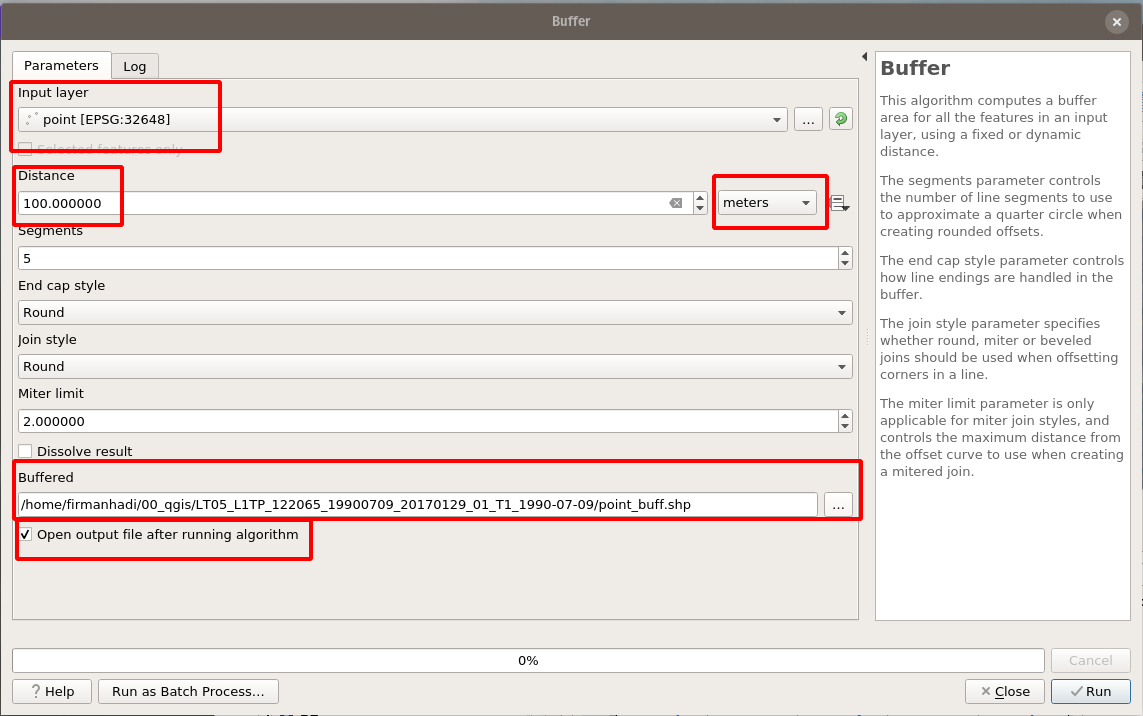 Buffer
Parameters
Log
Input layer
point [EPSG:32648]
...
Selected features only
Distance
100.000000
meters
Segments
5
End cap style
Round
Join style
Round
Miter limit
2.000000
Dissolve result
Buffered
/home/firmanhadi/00_qgis/LT05_L1TP_122065_19900709_20170129_01_T1_1990-07-09/point_buff.shp
...
Open output file after running algorithm
Buffer
This algorithm computes a buffer
area for all the features in an input
layer, using a fixed or dynamic
distance.
The segments parameter controls
the number of line segments to use
to approximate a quarter circle when
creating rounded offsets.
The end cap style parameter controls
how line endings are handled in the
buffer.
The join style parameter specifies
whether round, miter or beveled
joins should be used when offsetting
corners in a line.
The miter limit parameter is only
applicable for miter join styles, and
controls the maximum distance from
the offset curve to use when creating
a mitered join.
0%
Cancel
? Help
Run as Batch Process...
Close
Run